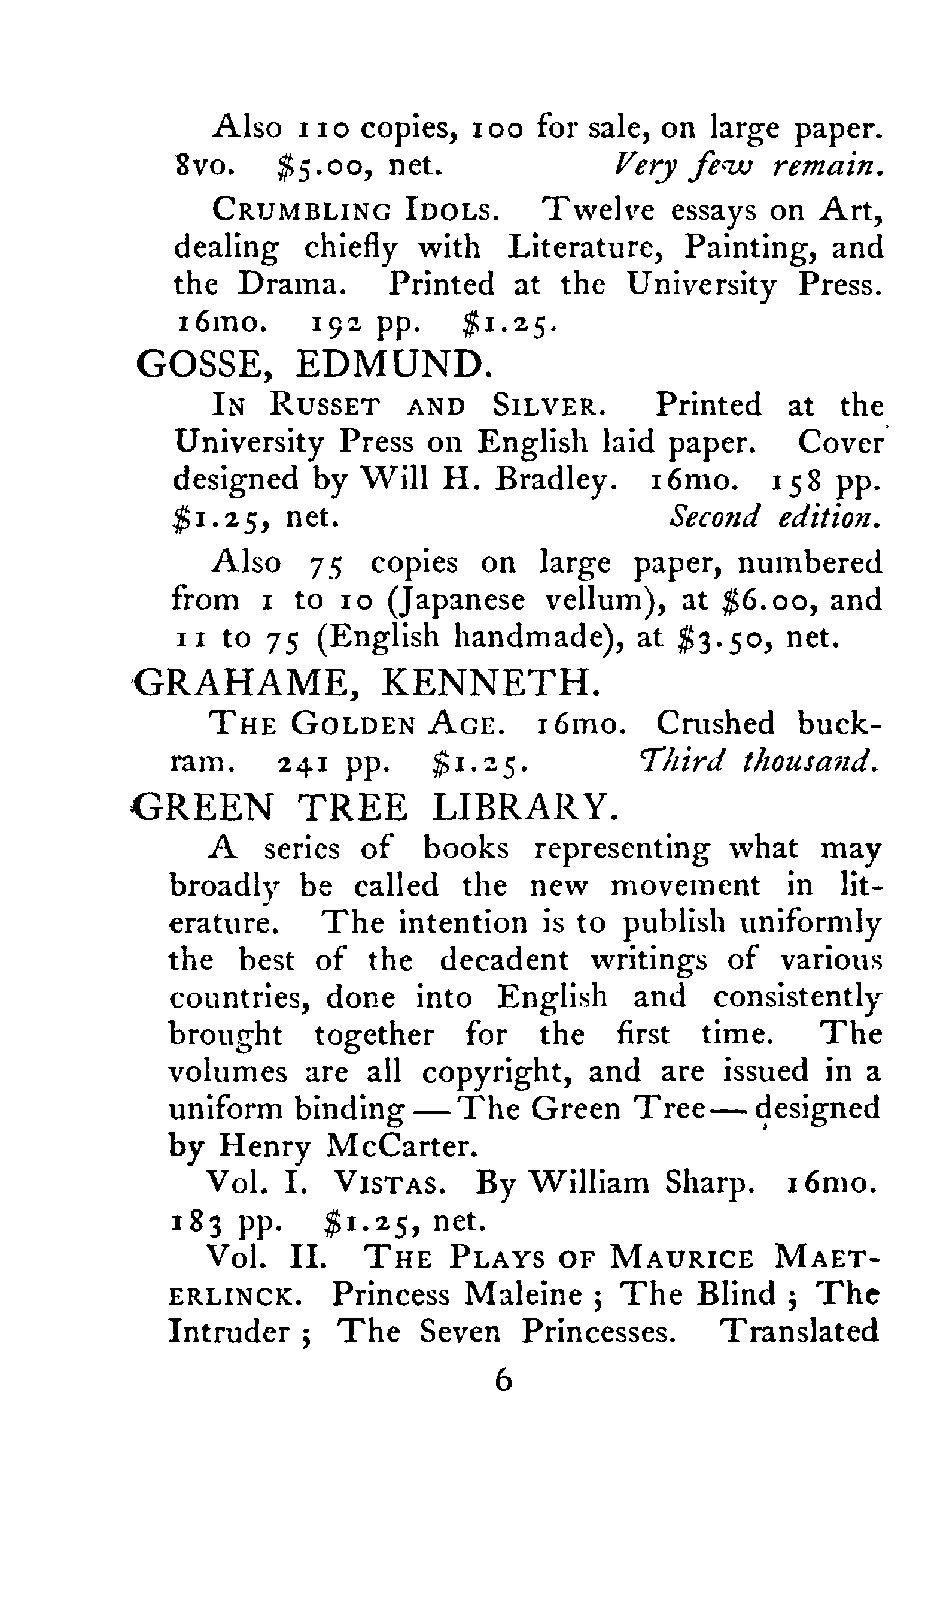 Also 110 copies, 100 for sale, on large paper.
8vo. $5.00, net. Very few remain.
CRUMBLING IDOLS. Twelve essays on Art,
dealing chiefly with Literature, Painting, and
the Drama. Printed at the University Press.
16mo. 192 pp. $1.25.
GOSSE, EDMUND.
IN RUSSET AND SILVER. Printed at the
University Press on English laid paper. Cover
designed by Will H. Bradley. 16mo. 158 pp.
$1.25, net. Second edition.
Also 75 copies on large paper, numbered
from 1 to 10 (Japanese vellum), at $6.00, and
11 to 75 (English handmade), at $3.50, net.
GRAHAME, KENNETH.
THE GOLDEN AGE. 16mo. Crushed buck-
ram. 241 pp. $1.25. Third thousand.
GREEN TREE LIBRARY.
A series of books representing what may
broadly be called the new movement in lit-
erature. The intention is to publish uniformly
the best of the decadent writings of various
countries, done into English and consistently
brought together for the first time. The
volumes are all copyright, and are issued in a
uniform binding — The Green Tree — designed
by Henry McCarter.
Vol. I. VISTAS. By William Sharp. 16mo.
183 pp. $1.25, net.
Vol. II. THE PLAYS OF MAURICE MAET-
ERLINCK. Princess Maleine ; The Blind ; The
Intruder ; The Seven Princesses. Translated
6